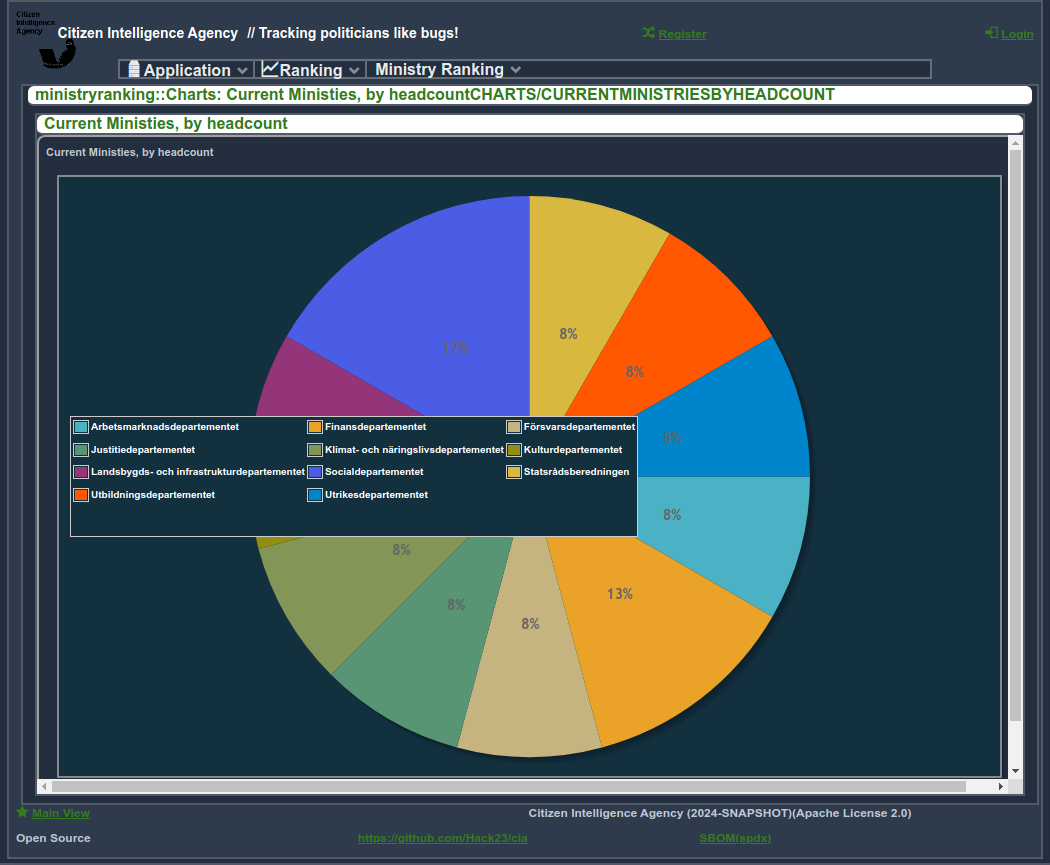 Citizen
Intelligence
Agency
Citizen Intelligence Agency // Tracking politicians like bugs!
Register
Login
Application
Ranking
Ministry Ranking
ministryranking::Charts: Current Ministies, by headcountCHARTS/CURRENTMINISTRIESBYHEADCOUNT
Current Ministies, by headcount
Current Ministies, by headcount
8%
17%
8%
8%
Arbetsmarknadsdepartementet Finansdepartementet Försvarsdepartementet
Justitiedepartementet Klimat- och näringslivsdepartementet Kulturdepartementet
Landsbygds- och infrastrukturdepartementet Socialdepartementet Statsrådsberedningen
Utbildningsdepartementet Utrikesdepartementet
8%
8%
13%
8%
8%
Main View
Citizen Intelligence Agency (2024-SNAPSHOT)(Apache License 2.0)
Open Source
https://github.com/Hack23/cia
SBOM(spdx)